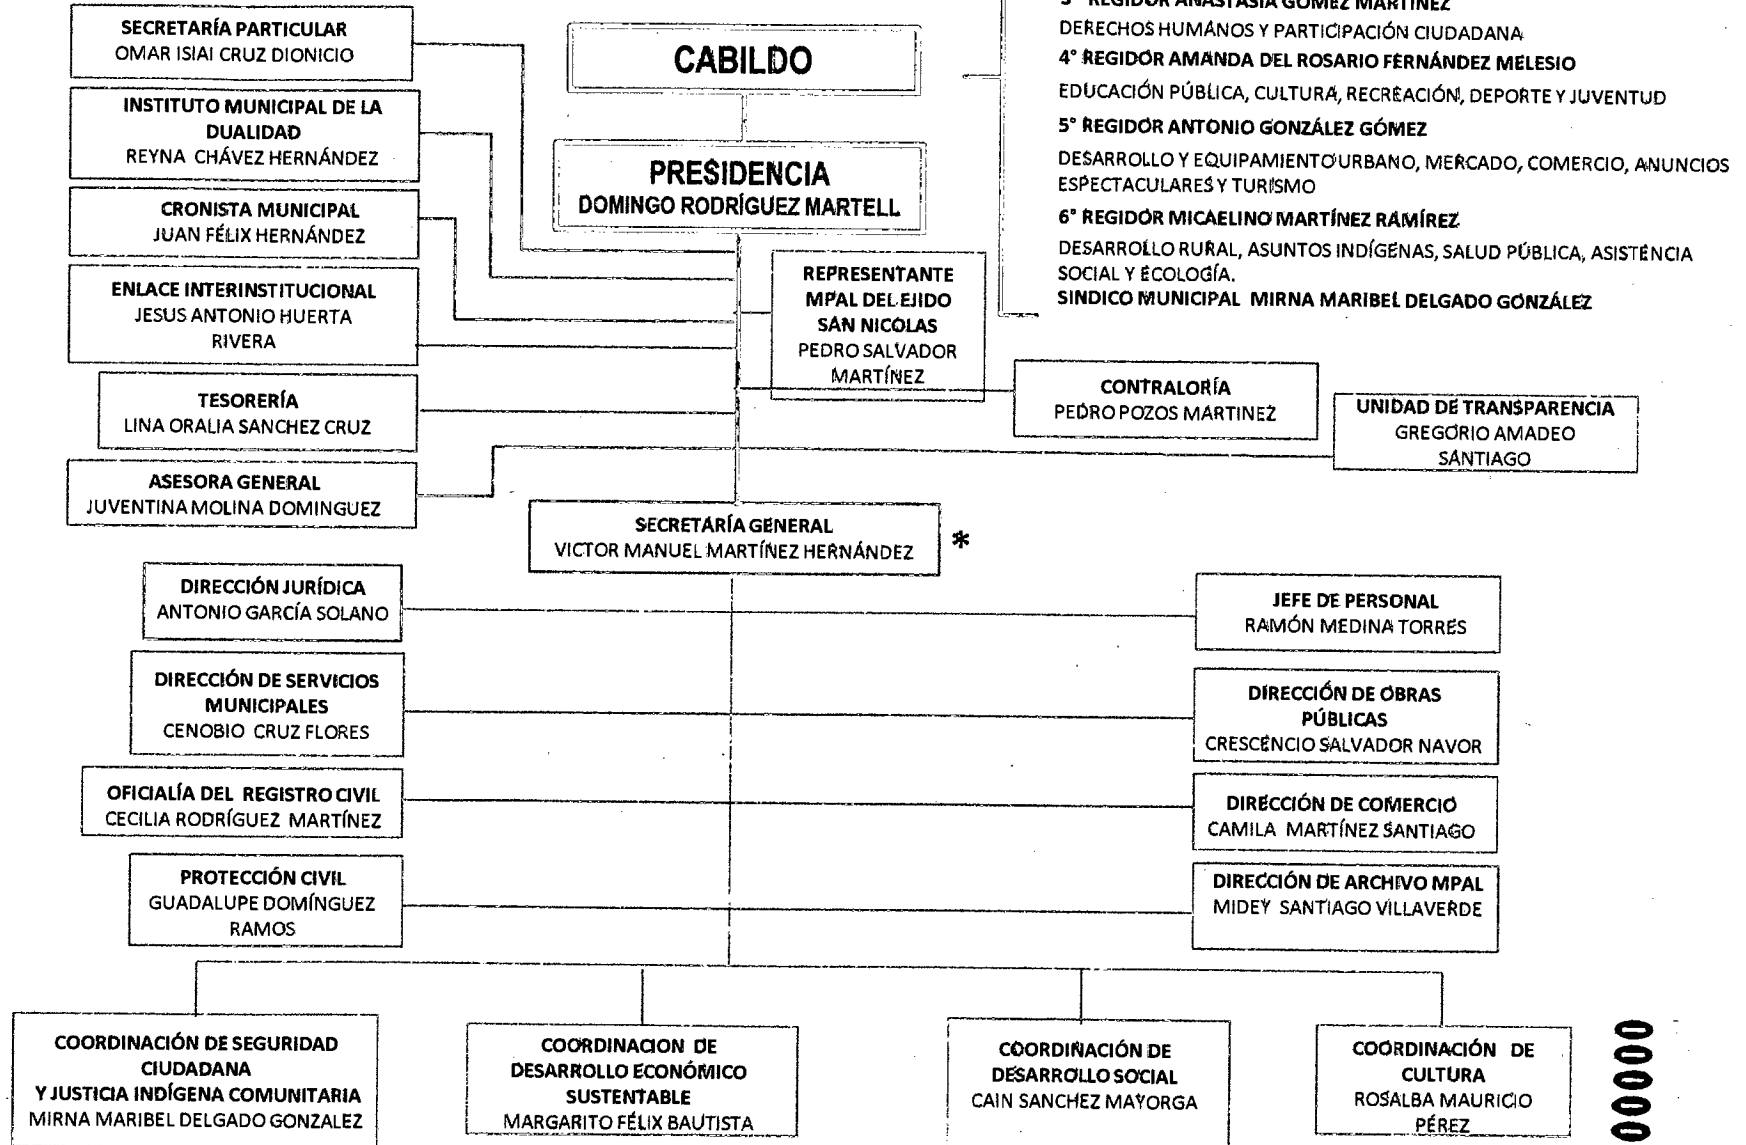 SECRETARÍA PARTICULAR
OMAR ISIAI CRUZ DIONICIO
INSTITUTO MUNICIPAL DE LA
DUALIDAD
REYNA CHÁVEZ HERNÁNDEZ
CRONISTA MUNICIPAL
JUAN FÉLIX HERNÁNDEZ
ENLACE INTERINSTITUCIONAL
JESUS ANTONIO HUERTA
RIVERA
TESORERÍA
LINA ORALIA SANCHEZ CRUZ
ASESORA GENERAL
JUVENTINA MOLINA DOMINGUEZ
CABILDO
PRESIDENCIA
DOMINGO RODRÍGUEZ MARTELL
REPRESENTANTE
MPAL DEL EJIDO
SAN NICOLAS
PEDRO SALVADOR
MARTÍNEZ
3° REGIDOR ANASTASIA GÓMEZ MARTÍNEZ
DERECHOS HUMANOS Y PARTICIPACIÓN CIUDADANA
4° REGIDOR AMANDA DEL ROSARIO FERNÁNDEZ MELESIO
EDUCACIÓN PÚBLICA, CULTURA, RECREACIÓN, DEPORTE Y JUVENTUD
5° REGIDOR ANTONIO GONZÁLEZ GÓMEZ
DESARROLLO Y EQUIPAMIENTO URBANO, MERCADO, COMERCIO, ANUNCIOS
ESPECTACULARES Y TURISMO
6° REGIDOR MICAELINO MARTÍNEZ RAMÍREZ
DESARROLLO RURAL, ASUNTOS INDÍGENAS, SALUD PÚBLICA, ASISTENCIA
SOCIAL Y ECOLOGÍA.
SINDICO MUNICIPAL MIRNA MARIBEL DELGADO GONZÁLEZ
CONTRALORÍA
PEDRO POZOS MARTINEZ
UNIDAD DE TRANSPARENCIA
GREGORIO AMADEO
SANTIAGO
SECRETARÍA GENERAL
VICTOR MANUEL MARTÍNEZ HERNÁNDEZ
*
DIRECCIÓN JURÍDICA
ANTONIO GARCÍA SOLANO
JEFE DE PERSONAL
RAMÓN MEDINA TORRES
DIRECCIÓN DE SERVICIOS
MUNICIPALES
CENOBIO CRUZ FLORES
DIRECCIÓN DE OBRAS
PÚBLICAS
CRESCENCIO SALVADOR NAVOR
OFICIALÍA DEL REGISTRO CIVIL
CECILIA RODRÍGUEZ MARTÍNEZ
DIRECCIÓN DE COMERCIO
CAMILA MARTÍNEZ SANTIAGO
PROTECCIÓN CIVIL
GUADALUPE DOMÍNGUEZ
RAMOS
DIRECCIÓN DE ARCHIVO MPAL
MIDEY SANTIAGO VILLAVERDE
COORDINACIÓN DE SEGURIDAD
CIUDADANA
Y JUSTICIA INDÍGENA COMUNITARIA
MIRNA MARIBEL DELGADO GONZALEZ
COORDINACION DE
DESARROLLO ECONÓMICO
SUSTENTABLE
MARGARITO FÉLIX BAUTISTA
COORDINACIÓN DE
DESARROLLO SOCIAL
CAIN SANCHEZ MAYORGA
COORDINACIÓN DE
CULTURA
ROSALBA MAURICIO
PÉREZ
00000